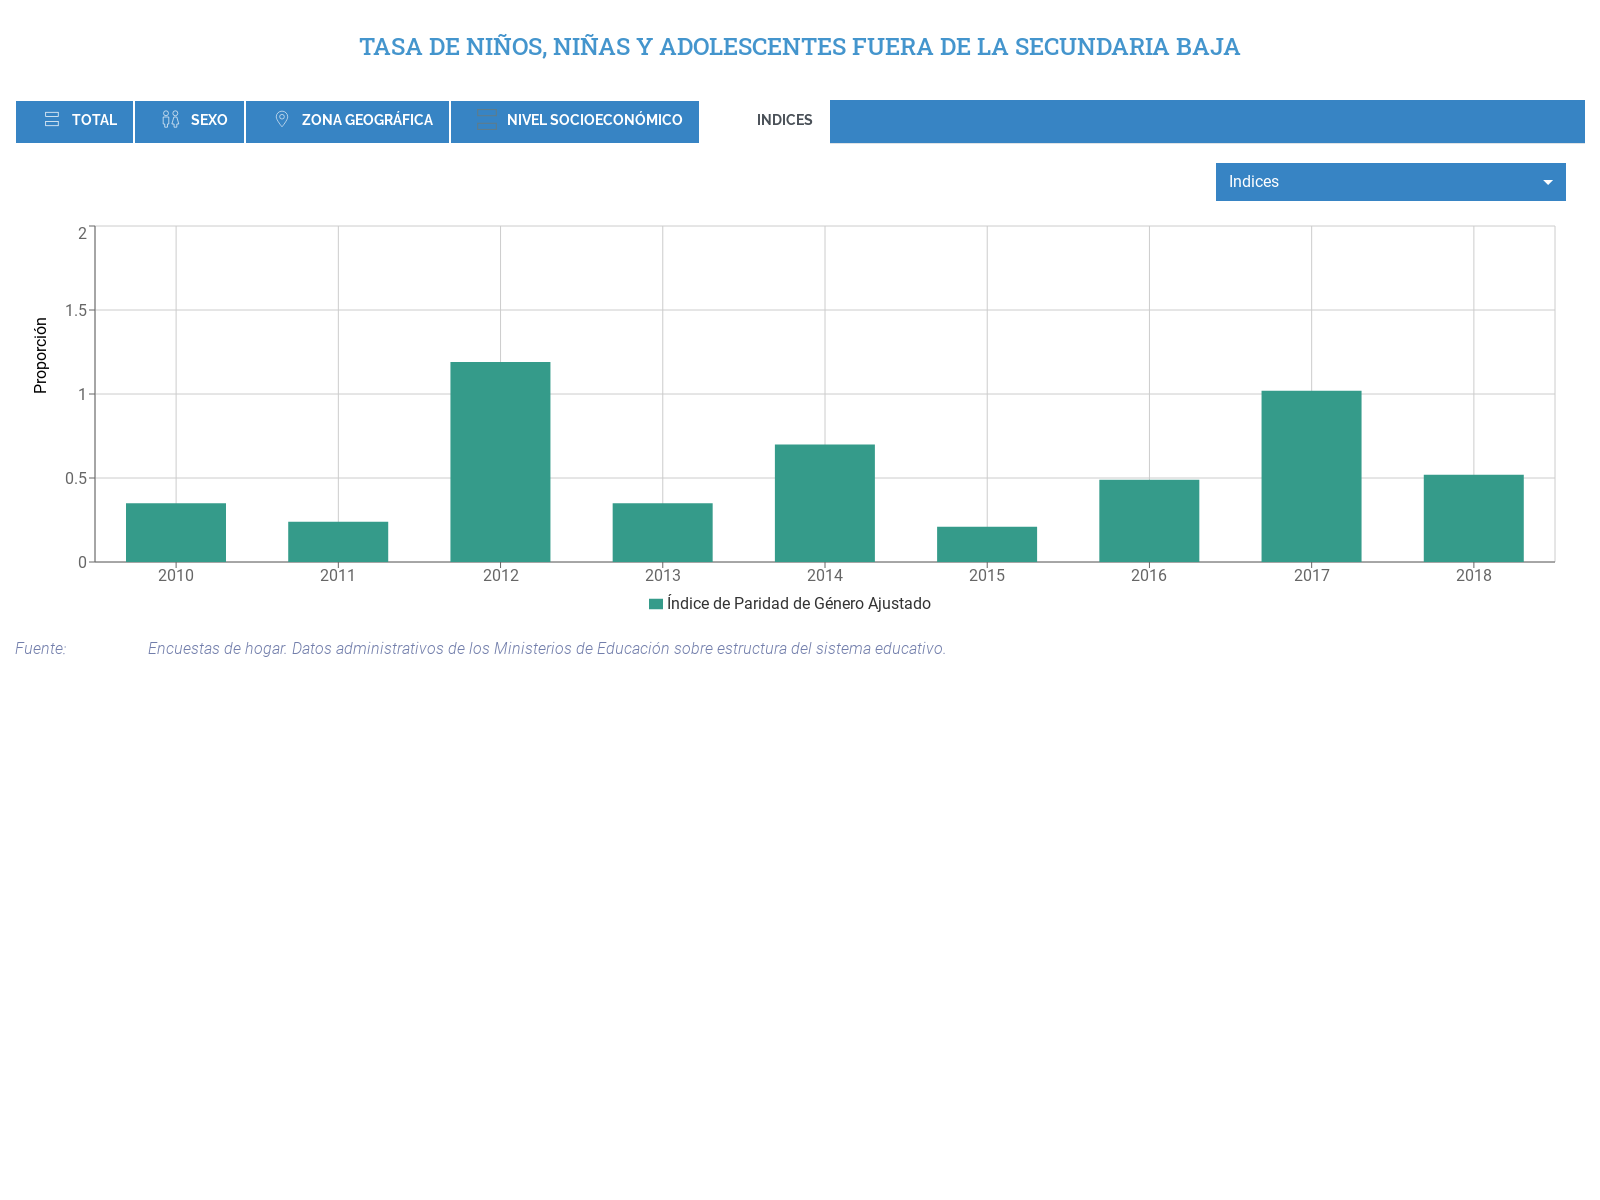 TASA DE NIÑOS, NIÑAS Y ADOLESCENTES FUERA DE LA SECUNDARIA BAJA
TOTAL SEXO ZONA GEOGRÁFICA NIVEL SOCIOECONÓMICO INDICES
Indices
2
1.5
1
0.5
0
Proporción
2010 2011 2012 2013 2014 2015 2016 2017 2018
Índice de Paridad de Género Ajustado
Fuente: Encuestas de hogar. Datos administrativos de los Ministerios de Educación sobre estructura del sistema educativo.